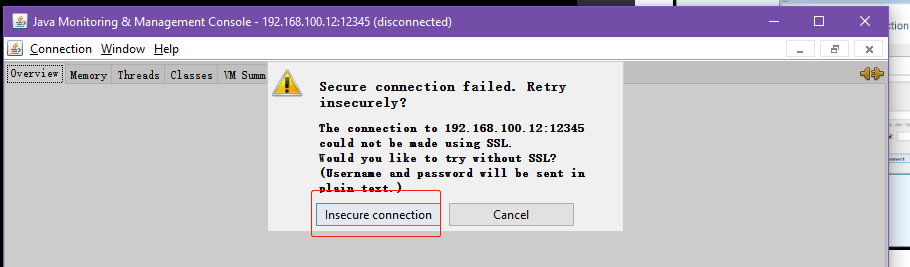 Java Monitoring & Management Console - 192.168.100.12:12345 (disconnected)
Connection Window Help
Overview Memory Threads Classes VM Summ
Secure connection failed. Retry
insecurely?
The connection to 192.168.100.12:12345
could not be made using SSL.
Would you like to try without SSL?
(Username and password will be sent in
plain text.)
Insecure connection Cancel